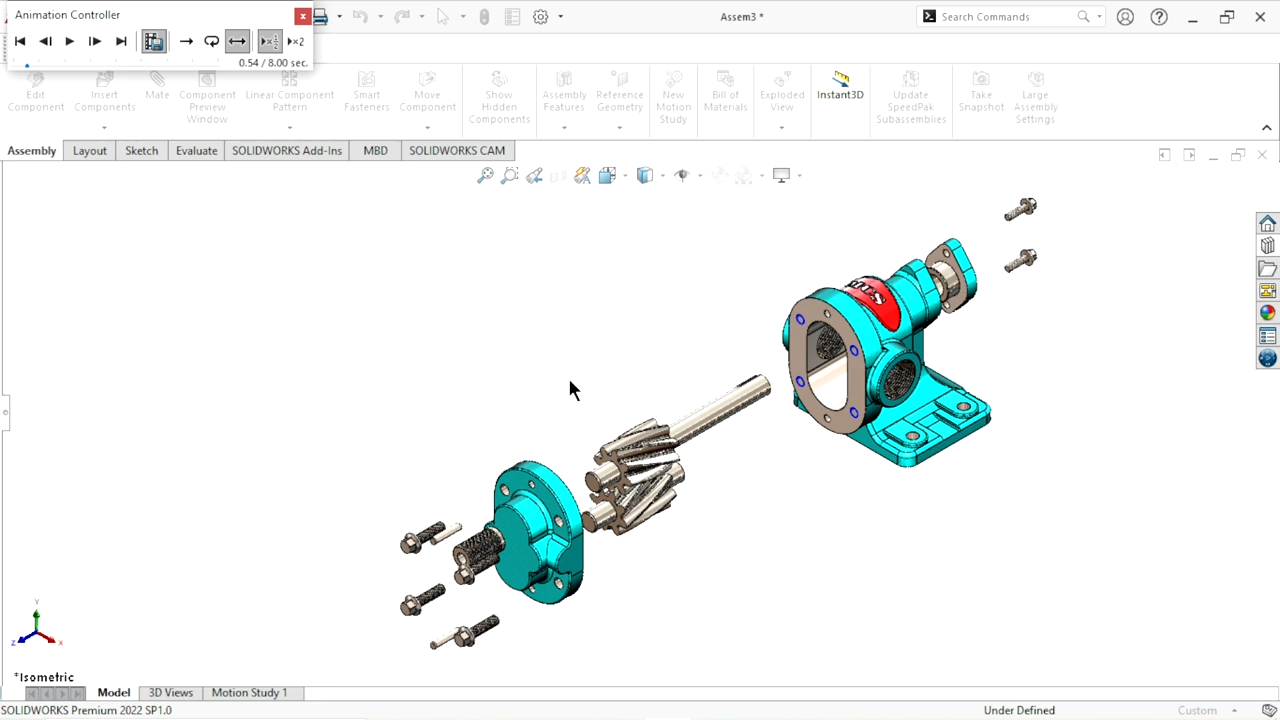 Animation Controller
Assem3 *
Search Commands
0.54 / 8.00 sec.
Edit Component
Insert Components
Mate
Component Preview Window
Linear Component Pattern
Smart Fasteners
Move Component
Show Hidden Components
Assembly Features
Reference Geometry
New Motion Study
Bill of Materials
Exploded View
Instant3D
Update SpeedPak Subassemblies
Take Snapshot
Large Assembly Settings
Assembly
Layout
Sketch
Evaluate
SOLIDWORKS Add-Ins
MBD
SOLIDWORKS CAM
Y
Z
X
*Isometric
Model
3D Views
Motion Study 1
SOLIDWORKS Premium 2022 SP1.0
Under Defined
Custom